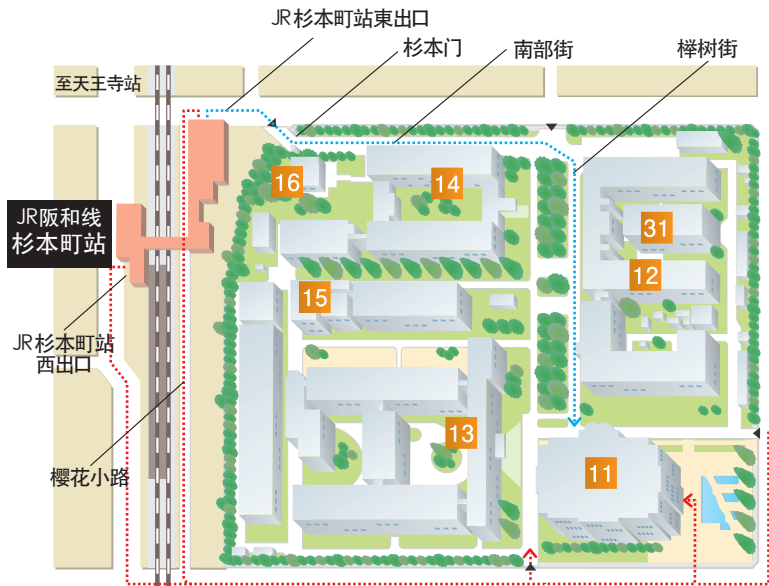 JR杉本町站東出口
杉本门
南部街
榉树街
至天王寺站
16
14
31
12
JR阪和线
杉本町站
15
JR杉本町站
西出口
13
11
樱花小路